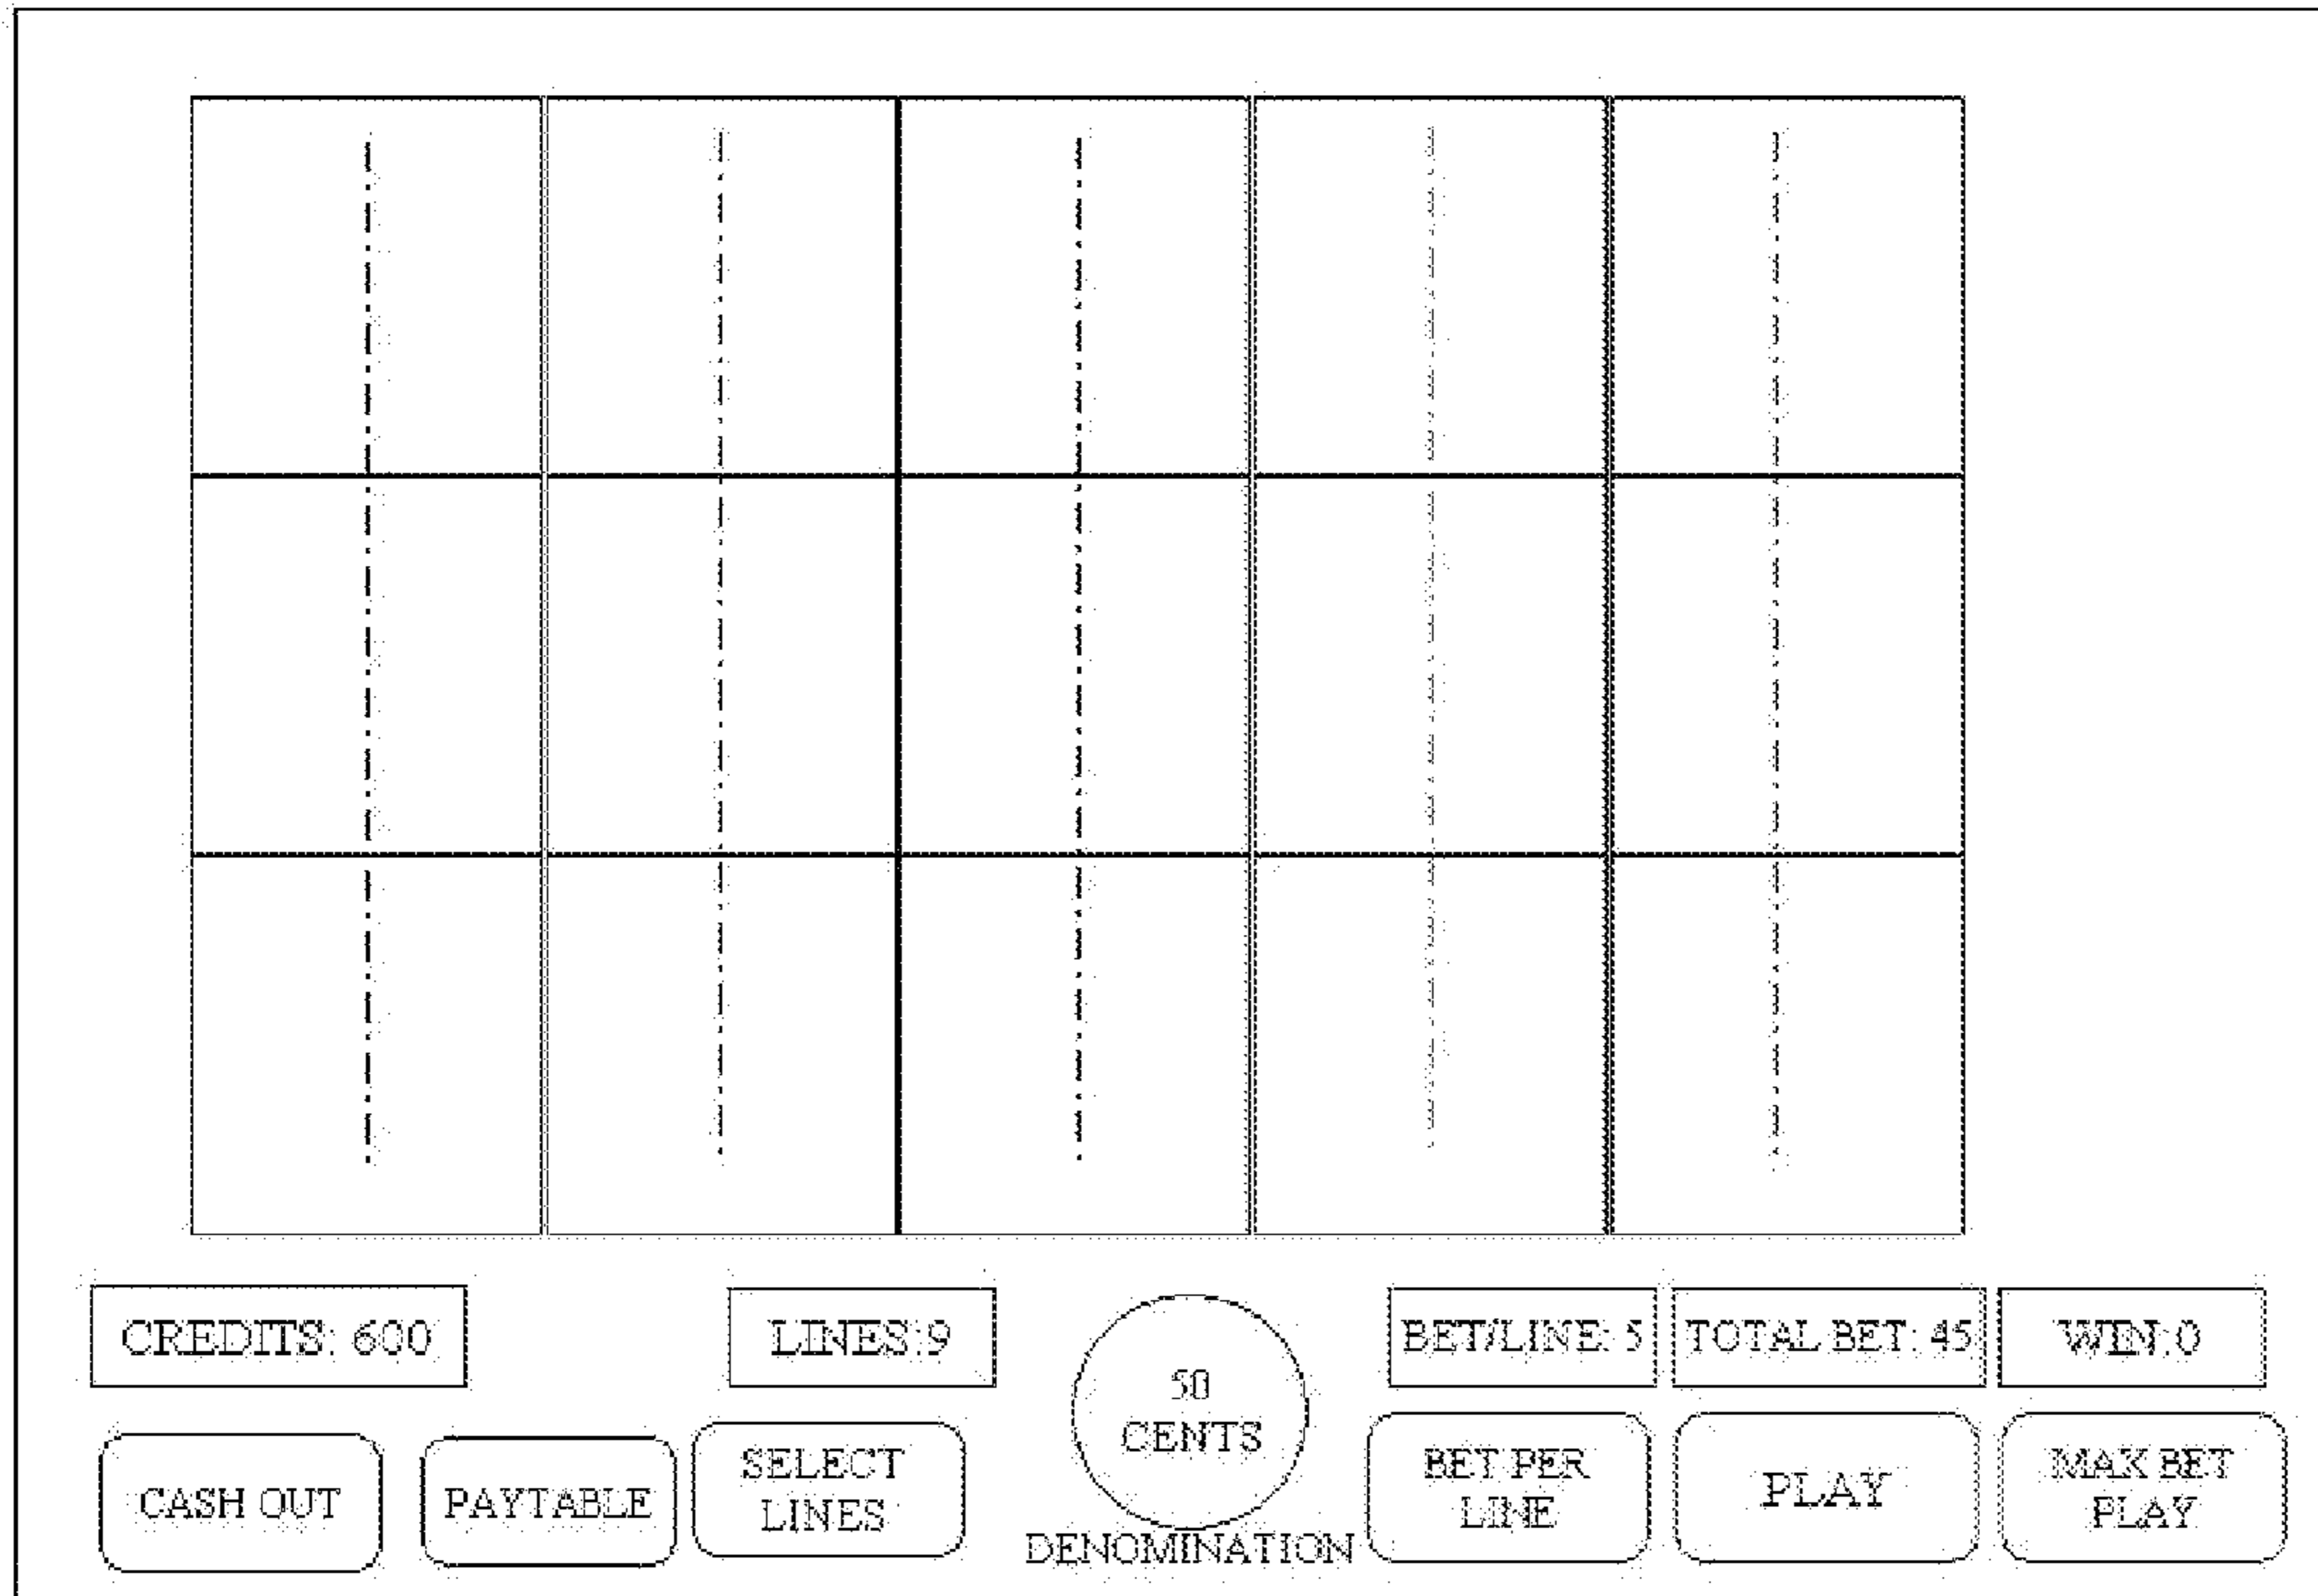 CREDITS: 600
LINES:9
50
CENTS
DENOMINATION
BET/LINE: 5
TOTAL BET: 45
WIN:0
CASH OUT
PAYTABLE
SELECT
LINES
BET PER
LINE
PLAY
MAX BET
PLAY